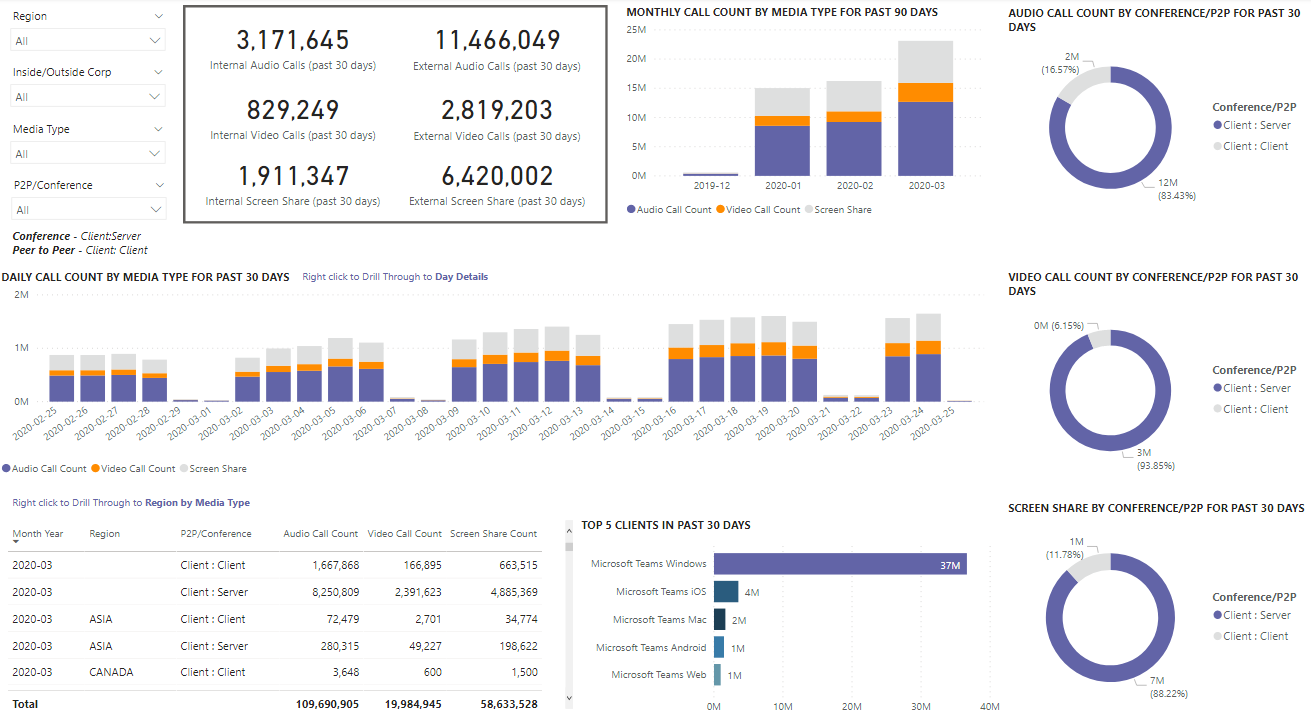 Region
All
Inside/Outside Corp
All
Media Type
All
P2P/Conference
All
Conference - Client:Server
Peer to Peer - Client: Client
3,171,645
Internal Audio Calls (past 30 days)
11,466,049
External Audio Calls (past 30 days)
829,249
Internal Video Calls (past 30 days)
2,819,203
External Video Calls (past 30 days)
1,911,347
Internal Screen Share (past 30 days)
6,420,002
External Screen Share (past 30 days)
MONTHLY CALL COUNT BY MEDIA TYPE FOR PAST 90 DAYS
25M
20M
15M
10M
5M
0M
2019-12 2020-01 2020-02 2020-03
Audio Call Count Video Call Count Screen Share
AUDIO CALL COUNT BY CONFERENCE/P2P FOR PAST 30
DAYS
2M
(16.57%)
12M
(83.43%)
Conference/P2P
Client : Server
Client : Client
DAILY CALL COUNT BY MEDIA TYPE FOR PAST 30 DAYS Right click to Drill Through to Day Details
2M
1M
0M
2020-02-25 2020-02-26 2020-02-27 2020-02-28 2020-02-29 2020-03-01 2020-03-02 2020-03-03 2020-03-04 2020-03-05 2020-03-06 2020-03-07 2020-03-08 2020-03-09 2020-03-10 2020-03-11 2020-03-12 2020-03-13 2020-03-14 2020-03-15 2020-03-16 2020-03-17 2020-03-18 2020-03-19 2020-03-20 2020-03-21 2020-03-22 2020-03-23 2020-03-24 2020-03-25
Audio Call Count Video Call Count Screen Share
VIDEO CALL COUNT BY CONFERENCE/P2P FOR PAST 30
DAYS
0M (6.15%)
3M
(93.85%)
Conference/P2P
Client : Server
Client : Client
Right click to Drill Through to Region by Media Type
Month Year Region P2P/Conference Audio Call Count Video Call Count Screen Share Count
2020-03 Client : Client 1,667,868 166,895 663,515
2020-03 Client : Server 8,250,809 2,391,623 4,885,369
2020-03 ASIA Client : Client 72,479 2,701 34,774
2020-03 ASIA Client : Server 280,315 49,227 198,622
2020-03 CANADA Client : Client 3,648 600 1,500
Total 109,690,905 19,984,945 58,633,528
TOP 5 CLIENTS IN PAST 30 DAYS
Microsoft Teams Windows 37M
Microsoft Teams iOS 4M
Microsoft Teams Mac 2M
Microsoft Teams Android 1M
Microsoft Teams Web 1M
0M 10M 20M 30M 40M
SCREEN SHARE BY CONFERENCE/P2P FOR PAST 30 DAYS
1M
(11.78%)
7M
(88.22%)
Conference/P2P
Client : Server
Client : Client